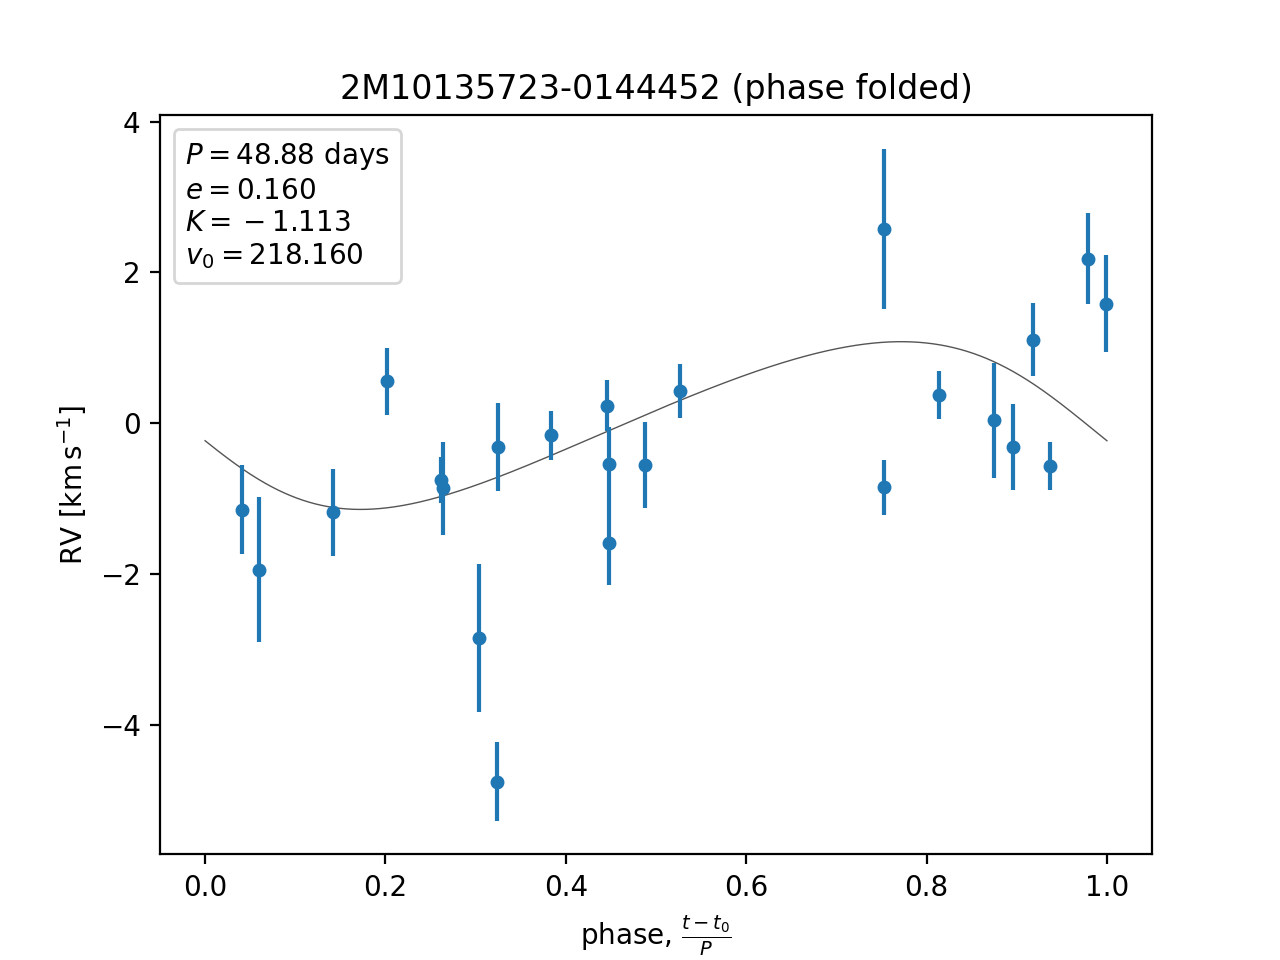 2M10135723-0144452 (phase folded)
P = 48.88 days
e = 0.160
K = −1.113
v₀ = 218.160
4
2
0
−2
−4
RV [km s⁻¹]
0.0 0.2 0.4 0.6 0.8 1.0
phase, (t − t₀)/P